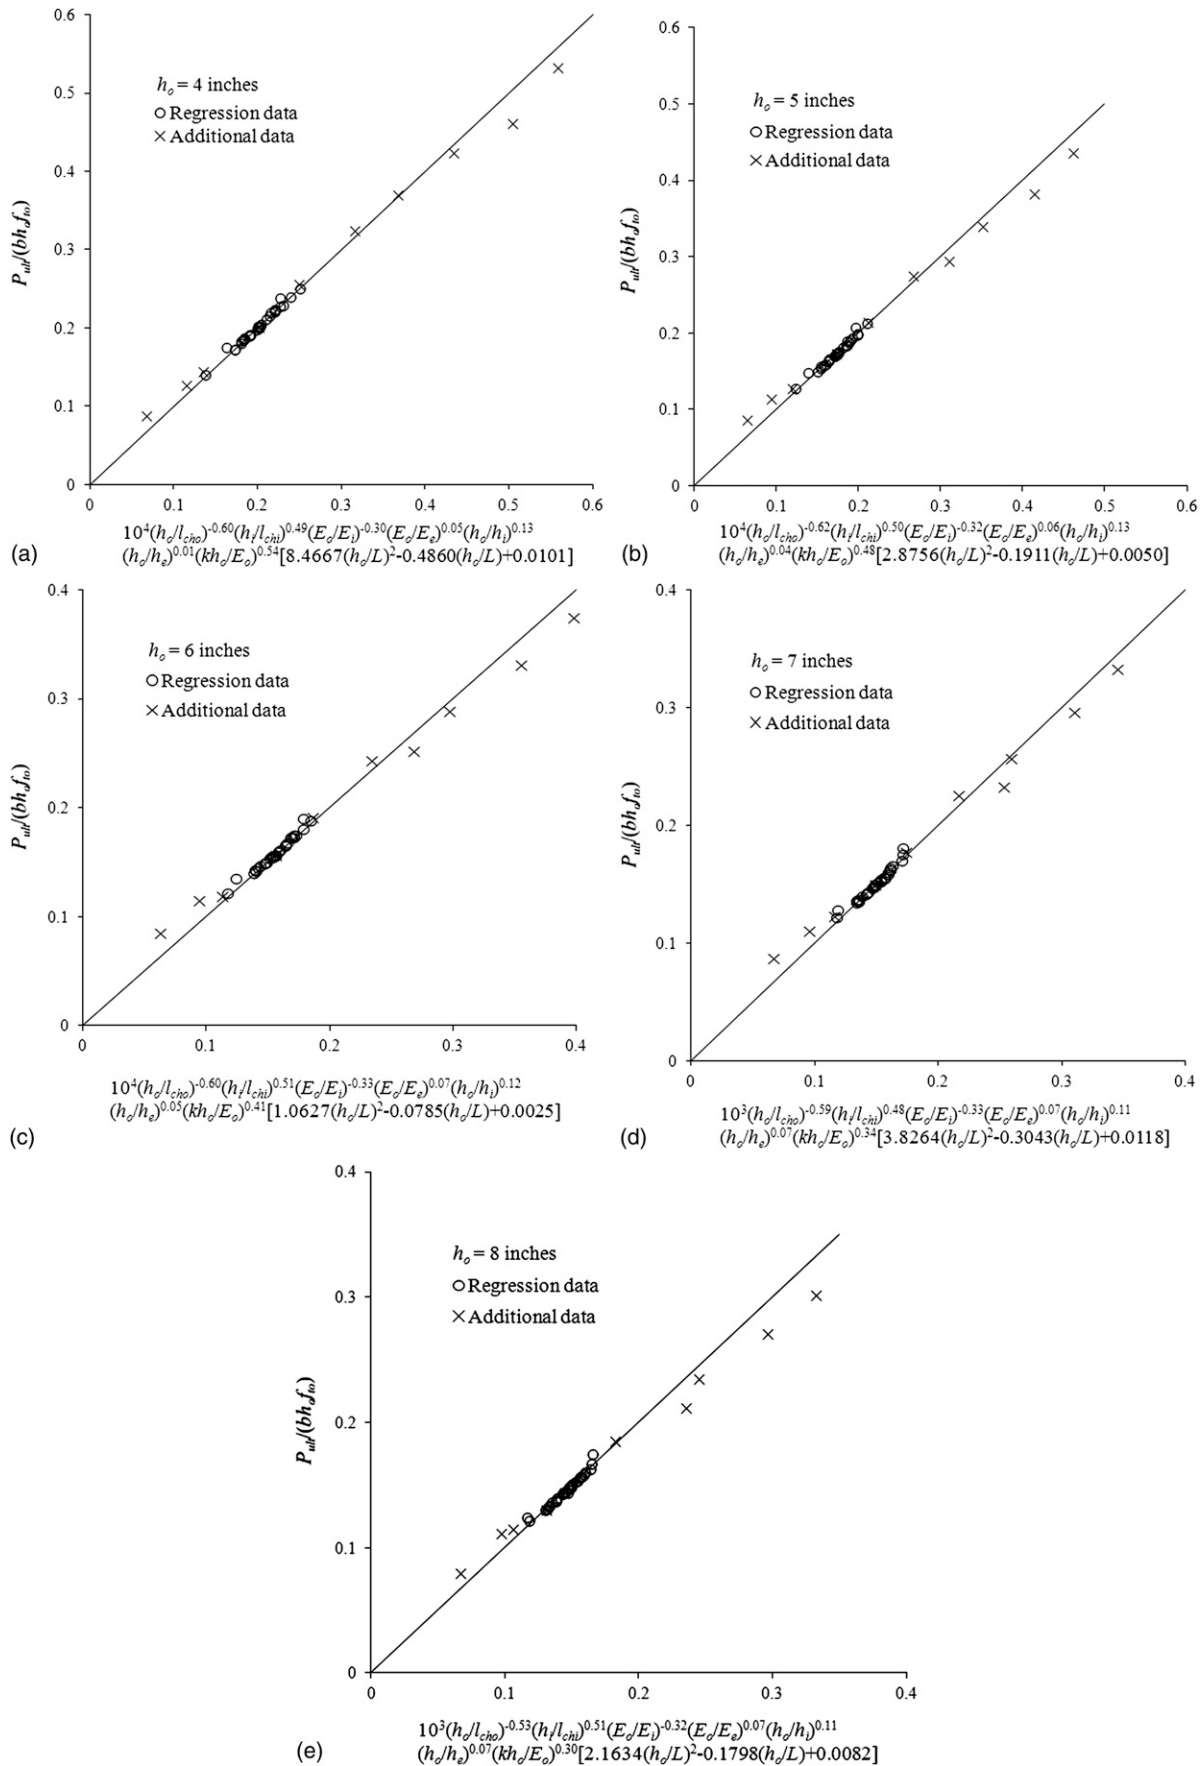 0.6
0.5
0.4
0.3
0.2
0.1
0
0 0.1 0.2 0.3 0.4 0.5 0.6
P_ult/(bh_o f_to)
h_o = 4 inches
Regression data
Additional data
10^4(h_o/l_cho)^-0.60(h_i/l_chi)^0.49(E_o/E_i)^-0.30(E_o/E_e)^0.05(h_o/h_i)^0.13
(a) (h_o/h_e)^0.01(kh_o/E_o)^0.54[8.4667(h_o/L)^2-0.4860(h_o/L)+0.0101]
0.6
0.5
0.4
0.3
0.2
0.1
0
0 0.1 0.2 0.3 0.4 0.5 0.6
P_ult/(bh_o f_to)
h_o = 5 inches
Regression data
Additional data
10^4(h_o/l_cho)^-0.62(h_i/l_chi)^0.50(E_o/E_i)^-0.32(E_o/E_e)^0.06(h_o/h_i)^0.13
(b) (h_o/h_e)^0.04(kh_o/E_o)^0.48[2.8756(h_o/L)^2-0.1911(h_o/L)+0.0050]
0.4
0.3
0.2
0.1
0
0 0.1 0.2 0.3 0.4
P_ult/(bh_o f_to)
h_o = 6 inches
Regression data
Additional data
10^4(h_o/l_cho)^-0.60(h_i/l_chi)^0.51(E_o/E_i)^-0.33(E_o/E_e)^0.07(h_o/h_i)^0.12
(c) (h_o/h_e)^0.05(kh_o/E_o)^0.41[1.0627(h_o/L)^2-0.0785(h_o/L)+0.0025]
0.4
0.3
0.2
0.1
0
0 0.1 0.2 0.3 0.4
P_ult/(bh_o f_to)
h_o = 7 inches
Regression data
Additional data
10^3(h_o/l_cho)^-0.59(h_i/l_chi)^0.48(E_o/E_i)^-0.33(E_o/E_e)^0.07(h_o/h_i)^0.11
(d) (h_o/h_e)^0.07(kh_o/E_o)^0.34[3.8264(h_o/L)^2-0.3043(h_o/L)+0.0118]
0.4
0.3
0.2
0.1
0
0 0.1 0.2 0.3 0.4
P_ult/(bh_o f_to)
h_o = 8 inches
Regression data
Additional data
10^3(h_o/l_cho)^-0.53(h_i/l_chi)^0.51(E_o/E_i)^-0.32(E_o/E_e)^0.07(h_o/h_i)^0.11
(e) (h_o/h_e)^0.07(kh_o/E_o)^0.30[2.1634(h_o/L)^2-0.1798(h_o/L)+0.0082]